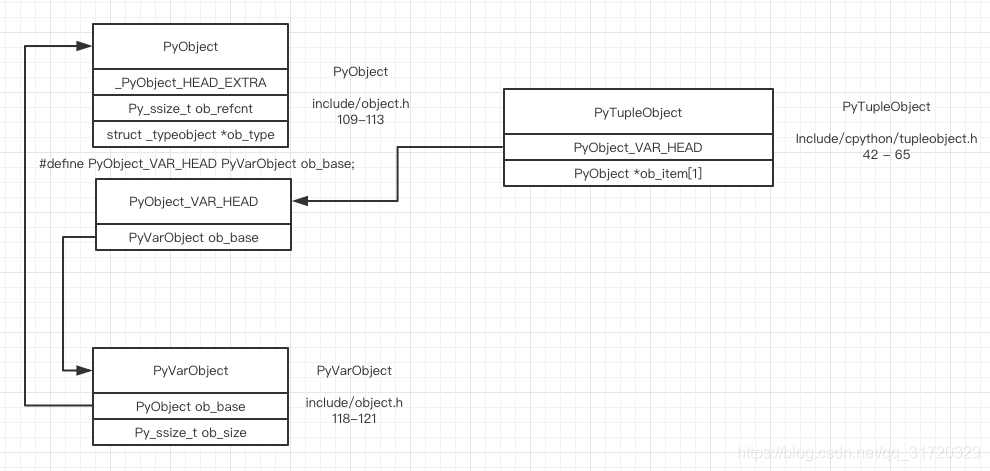 PyObject
_PyObject_HEAD_EXTRA
Py_ssize_t ob_refcnt
struct _typeobject *ob_type
PyObject
include/object.h
109-113
#define PyObject_VAR_HEAD PyVarObject ob_base;
PyObject_VAR_HEAD
PyVarObject ob_base
PyTupleObject
PyObject_VAR_HEAD
PyObject *ob_item[1]
PyTupleObject
Include/cpython/tupleobject.h
42 - 65
PyVarObject
PyObject ob_base
Py_ssize_t ob_size
PyVarObject
include/object.h
118-121
https://blog.csdn.net/qq_31720329